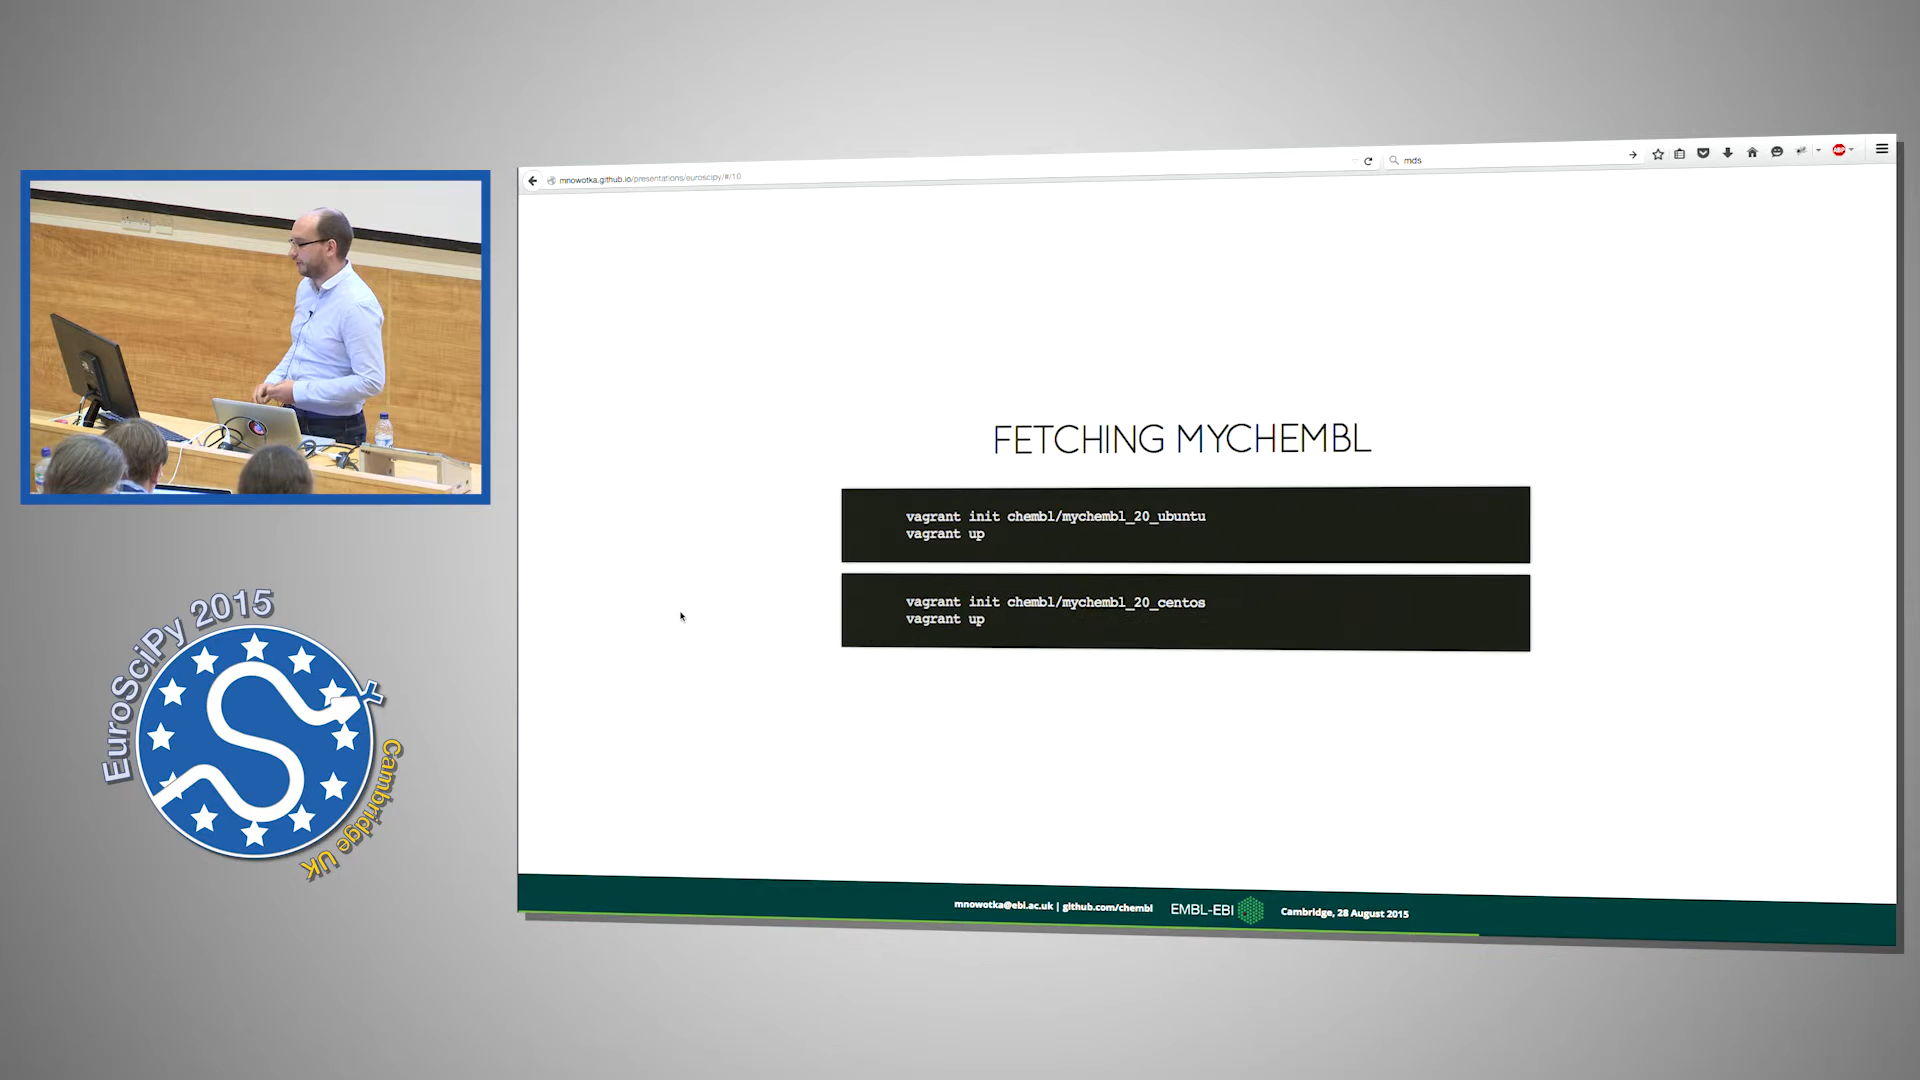 mnowotka.github.io/presentations/euroscipy/#/10
mds
ABP
FETCHING MYCHEMBL
vagrant init chembl/mychembl_20_ubuntu
vagrant up
vagrant init chembl/mychembl_20_centos
vagrant up
mnowotka@ebi.ac.uk | github.com/chembl
EMBL-EBI
Cambridge, 28 August 2015
EuroSciPy 2015
Cambridge UK